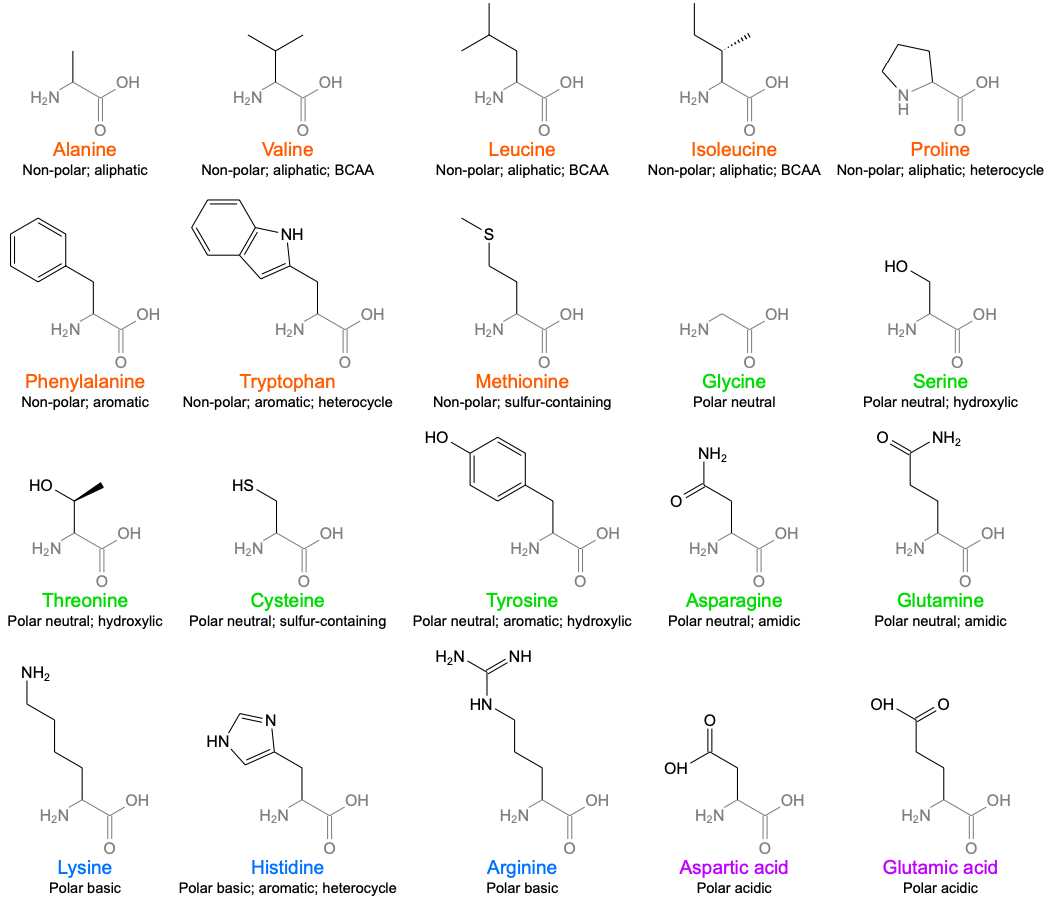 H₂N OH O
Alanine
Non-polar; aliphatic
H₂N OH O
Valine
Non-polar; aliphatic; BCAA
H₂N OH O
Leucine
Non-polar; aliphatic; BCAA
H₂N OH O
Isoleucine
Non-polar; aliphatic; BCAA
N H OH O
Proline
Non-polar; aliphatic; heterocycle
H₂N OH O
Phenylalanine
Non-polar; aromatic
NH H₂N OH O
Tryptophan
Non-polar; aromatic; heterocycle
S H₂N OH O
Methionine
Non-polar; sulfur-containing
H₂N OH O
Glycine
Polar neutral
HO H₂N OH O
Serine
Polar neutral; hydroxylic
HO H₂N OH O
Threonine
Polar neutral; hydroxylic
HS H₂N OH O
Cysteine
Polar neutral; sulfur-containing
HO H₂N OH O
Tyrosine
Polar neutral; aromatic; hydroxylic
NH₂ O H₂N OH O
Asparagine
Polar neutral; amidic
O NH₂ H₂N OH O
Glutamine
Polar neutral; amidic
NH₂ H₂N OH O
Lysine
Polar basic
N HN H₂N OH O
Histidine
Polar basic; aromatic; heterocycle
H₂N NH HN H₂N OH O
Arginine
Polar basic
O OH H₂N OH O
Aspartic acid
Polar acidic
OH O H₂N OH O
Glutamic acid
Polar acidic